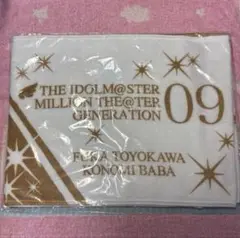 THE IDOLM@STER
MILLION THE@TER
GENERATION 09
FUKA TOYOKAWA
KONOMI BABA